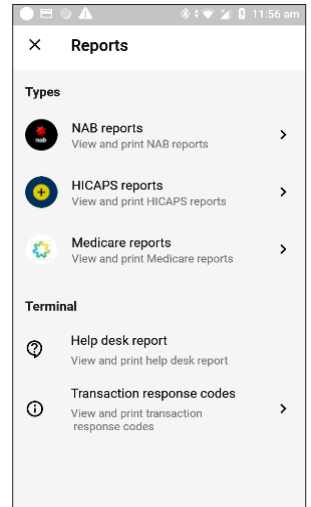 11:56 am
Reports
Types
nab
NAB reports
View and print NAB reports
HICAPS reports
View and print HICAPS reports
Medicare reports
View and print Medicare reports
Terminal
Help desk report
View and print help desk report
Transaction response codes
View and print transaction
response codes